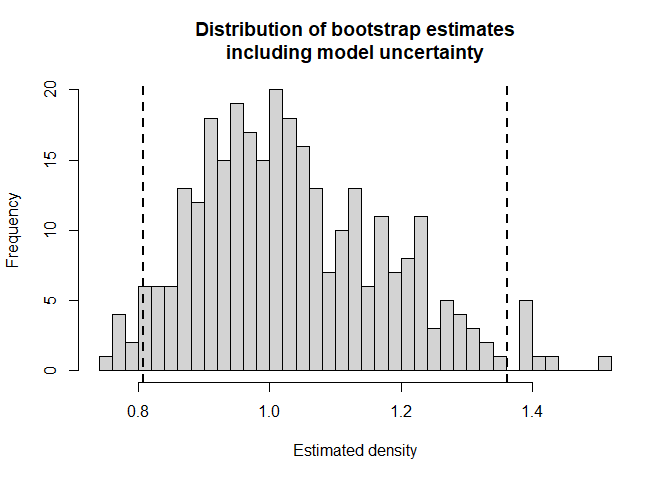 Distribution of bootstrap estimates
including model uncertainty
20
15
10
5
0
Frequency
0.8 1.0 1.2 1.4
Estimated density